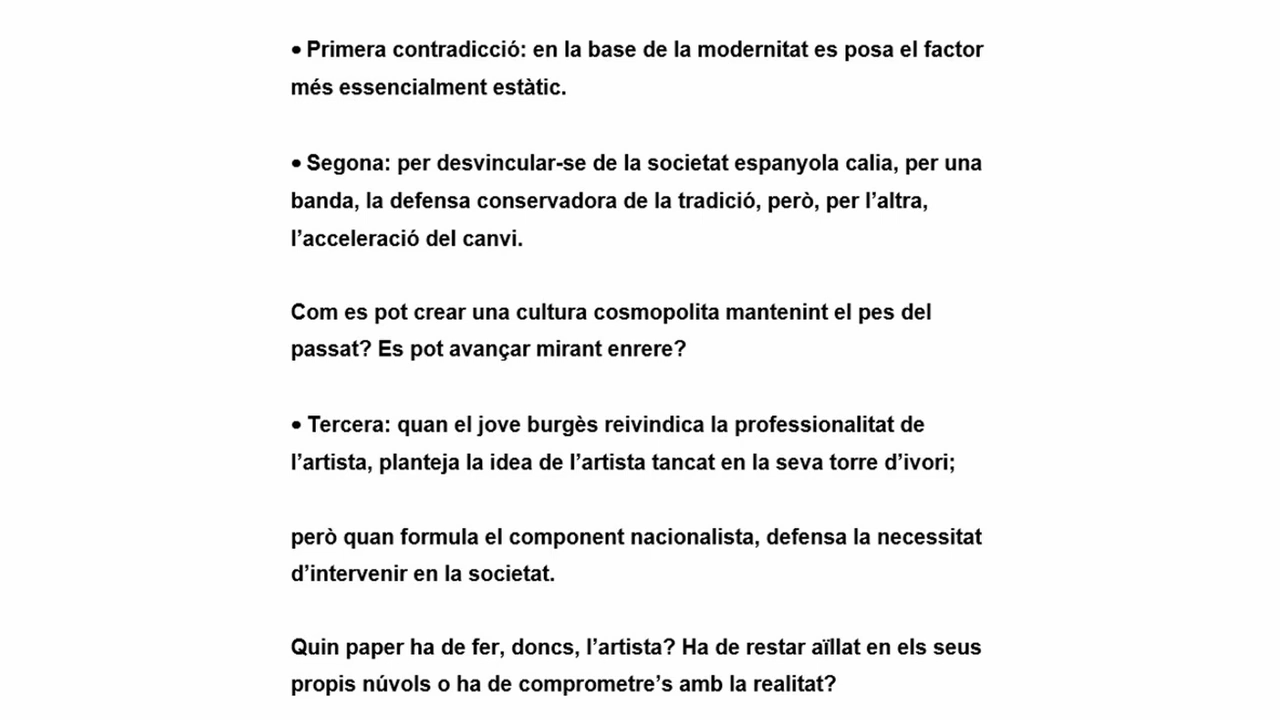 • Primera contradicció: en la base de la modernitat es posa el factor
més essencialment estàtic.
• Segona: per desvincular-se de la societat espanyola calia, per una
banda, la defensa conservadora de la tradició, però, per l’altra,
l’acceleració del canvi.
Com es pot crear una cultura cosmopolita mantenint el pes del
passat? Es pot avançar mirant enrere?
• Tercera: quan el jove burgès reivindica la professionalitat de
l’artista, planteja la idea de l’artista tancat en la seva torre d’ivori;
però quan formula el component nacionalista, defensa la necessitat
d’intervenir en la societat.
Quin paper ha de fer, doncs, l’artista? Ha de restar aïllat en els seus
propis núvols o ha de comprometre’s amb la realitat?